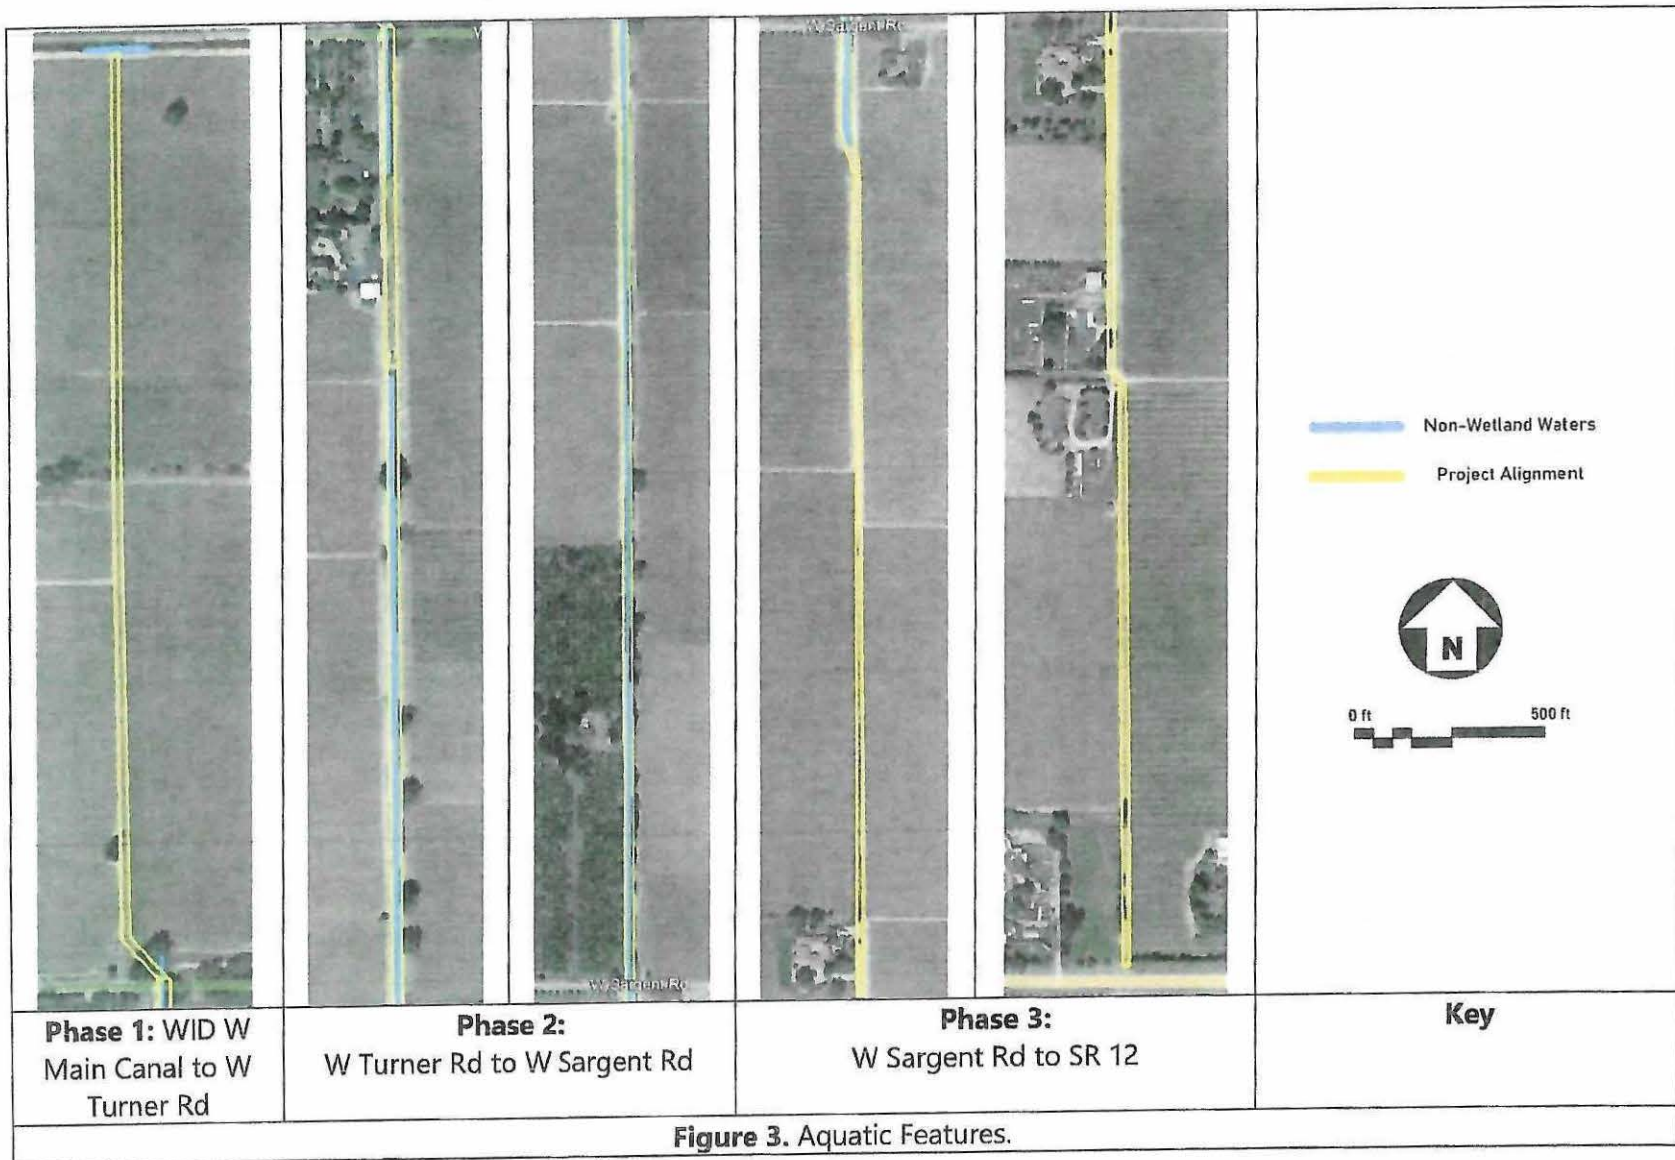 W Sargent Rd
W Sargent Rd
Non-Wetland Waters
Project Alignment
N
0 ft
500 ft
Phase 1: WID W
Main Canal to W
Turner Rd
Phase 2:
W Turner Rd to W Sargent Rd
Phase 3:
W Sargent Rd to SR 12
Key
Figure 3. Aquatic Features.